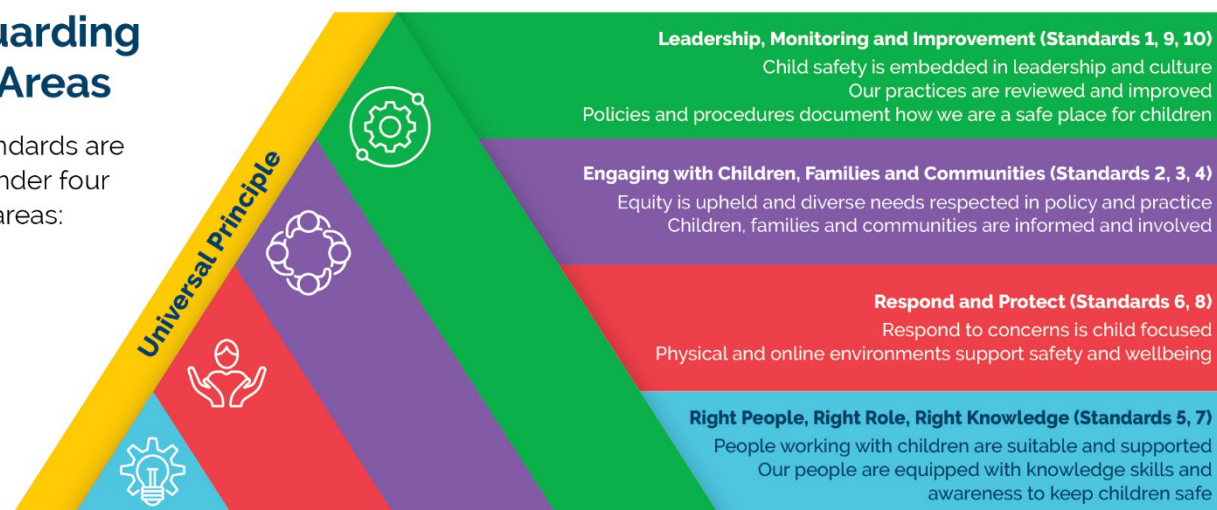 Areas
areas:
Universal Principle
Leadership, Monitoring and Improvement (Standards 1, 9, 10)
Child safety is embedded in leadership and culture
Our practices are reviewed and improved
Policies and procedures document how we are a safe place for children
Engaging with Children, Families and Communities (Standards 2, 3, 4)
Equity is upheld and diverse needs respected in policy and practice
Children, families and communities are informed and involved
Respond and Protect (Standards 6, 8)
Respond to concerns is child focused
Physical and online environments support safety and wellbeing
Right People, Right Role, Right Knowledge (Standards 5, 7)
People working with children are suitable and supported
Our people are equipped with knowledge skills and
awareness to keep children safe